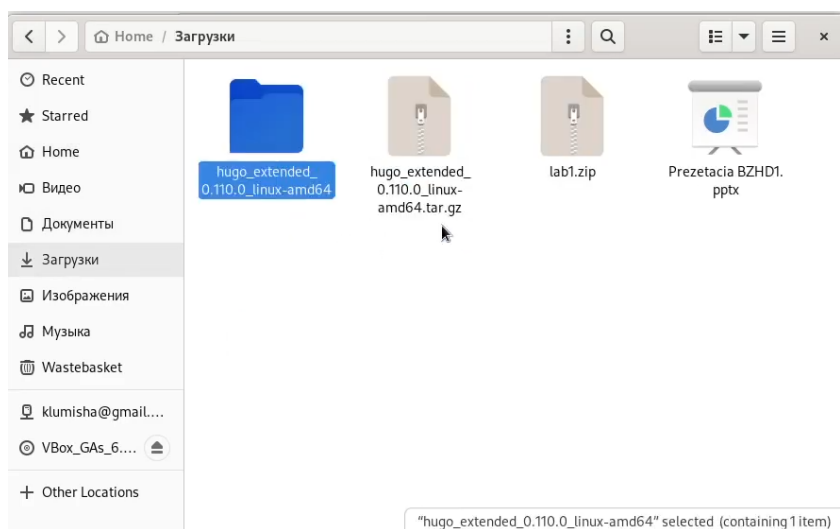 Home / Загрузки
Recent
Starred
Home
Видео
Документы
Загрузки
Изображения
Музыка
Wastebasket
klumisha@gmail....
VBox_GAs_6....
Other Locations
hugo_extended_
0.110.0_linux-amd64
hugo_extended_
0.110.0_linux-
amd64.tar.gz
lab1.zip
Prezetacia BZHD1.
pptx
"hugo_extended_0.110.0_linux-amd64" selected (containing 1 item)